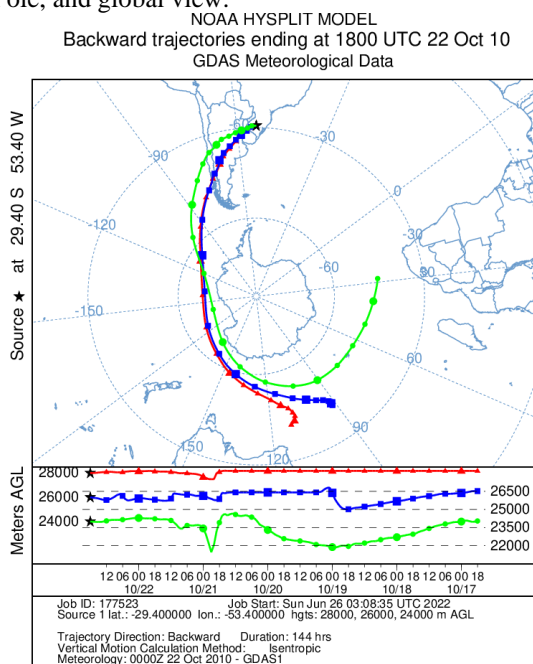 ole, and global view.
NOAA HYSPLIT MODEL
Backward trajectories ending at 1800 UTC 22 Oct 10
GDAS Meteorological Data
Source ★ at 29.40 S 53.40 W
-60
-30
-90
0
-120
-30
-60
90
-150
60
-150
120
90
Meters AGL
28000
26000
24000
26500
25000
23500
22000
12 06 00 18 12 06 00 18 12 06 00 18 12 06 00 18 12 06 00 18 12 06 00 18
10/22 10/21 10/20 10/19 10/18 10/17
Job ID: 177523 Job Start: Sun Jun 26 03:08:35 UTC 2022
Source 1 lat.: -29.400000 lon.: -53.400000 hgts: 28000, 26000, 24000 m AGL
Trajectory Direction: Backward Duration: 144 hrs
Vertical Motion Calculation Method: Isentropic
Meteorology: 0000Z 22 Oct 2010 - GDAS1